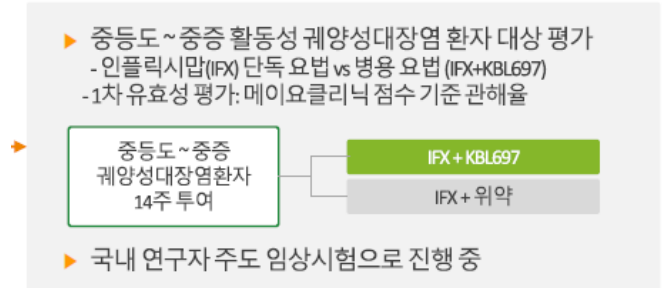 ▶ 중등도 ~ 중증 활동성 궤양성대장염 환자 대상 평가
- 인플릭시맙(IFX) 단독 요법 vs 병용 요법 (IFX+KBL697)
- 1차 유효성 평가: 메이요클리닉 점수 기준 관해율
중등도 ~ 중증
궤양성대장염환자
14주 투여
IFX + KBL697
IFX + 위약
▶ 국내 연구자 주도 임상시험으로 진행 중